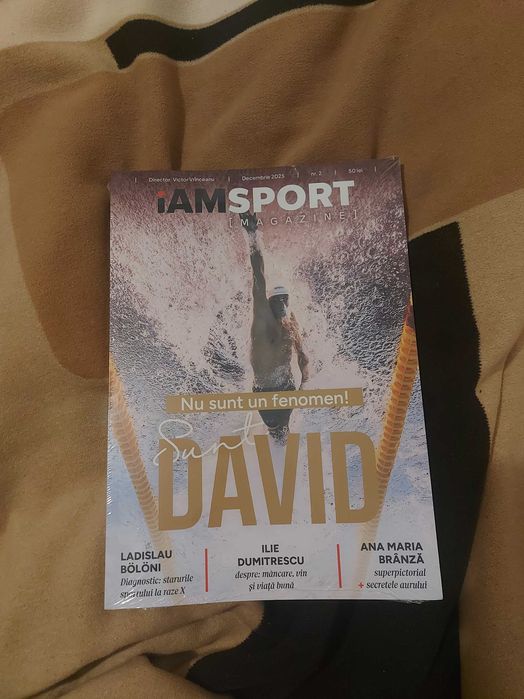 Director: Victor Vrînceanu | Decembrie 2025 | nr. 2 | 50 lei
iAMSPORT
[MAGAZINE]
Nu sunt un fenomen!
Sunt
DAVID
LADISLAU
BÖLÖNI
Diagnostic: starurile
sportului la raze X
ILIE
DUMITRESCU
despre: mâncare, vin
și viață bună
ANA MARIA
BRÂNZĂ
superpictorial
+ secretele aurului